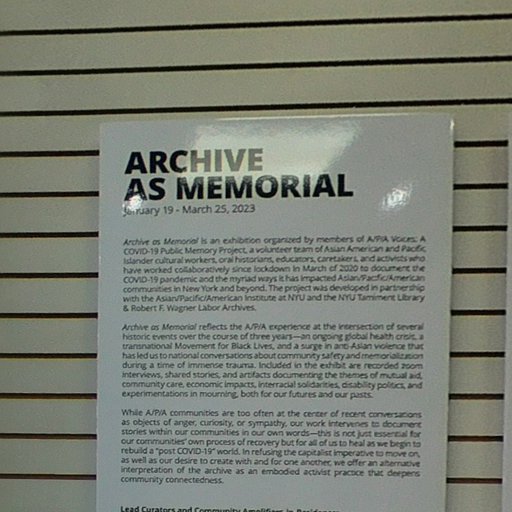 ARCHIVE
AS MEMORIAL
January 19 - March 25, 2023
Archive as Memorial is an exhibition organized by members of A/P/A Voices: A
COVID-19 Public Memory Project, a volunteer team of Asian American and Pacific
Islander cultural workers, oral historians, educators, caretakers, and activists who
have worked collaboratively since lockdown in March of 2020 to document the
COVID-19 pandemic and the myriad ways it has impacted Asian/Pacific/American
communities in New York and beyond. The project was developed in partnership
with the Asian/Pacific/American Institute at NYU and the NYU Tamiment Library
& Robert F. Wagner Labor Archives.
Archive as Memorial reflects the A/P/A experience at the intersection of several
historic events over the course of three years—an ongoing global health crisis, a
transnational Movement for Black Lives, and a surge in anti-Asian violence that
has led us to national conversations about community safety and memorialization
during a time of immense trauma. Included in the exhibit are recorded zoom
interviews, shared stories, and artifacts documenting the themes of mutual aid,
community care, economic impacts, interracial solidarities, disability politics, and
experimentations in mourning, both for our futures and our pasts.
While A/P/A communities are too often at the center of recent conversations
as objects of anger, curiosity, or sympathy, our work intervenes to document
stories within our communities in our own words—this is not just essential for
our communities' own process of recovery but for all of us to heal as we begin to
rebuild a "post COVID-19" world. In refusing the capitalist imperative to move on,
as well as our desire to create with and for one another, we offer an alternative
interpretation of the archive as an embodied activist practice that deepens
community connectedness.
Lead Curators and Community Amplifiers in Residence